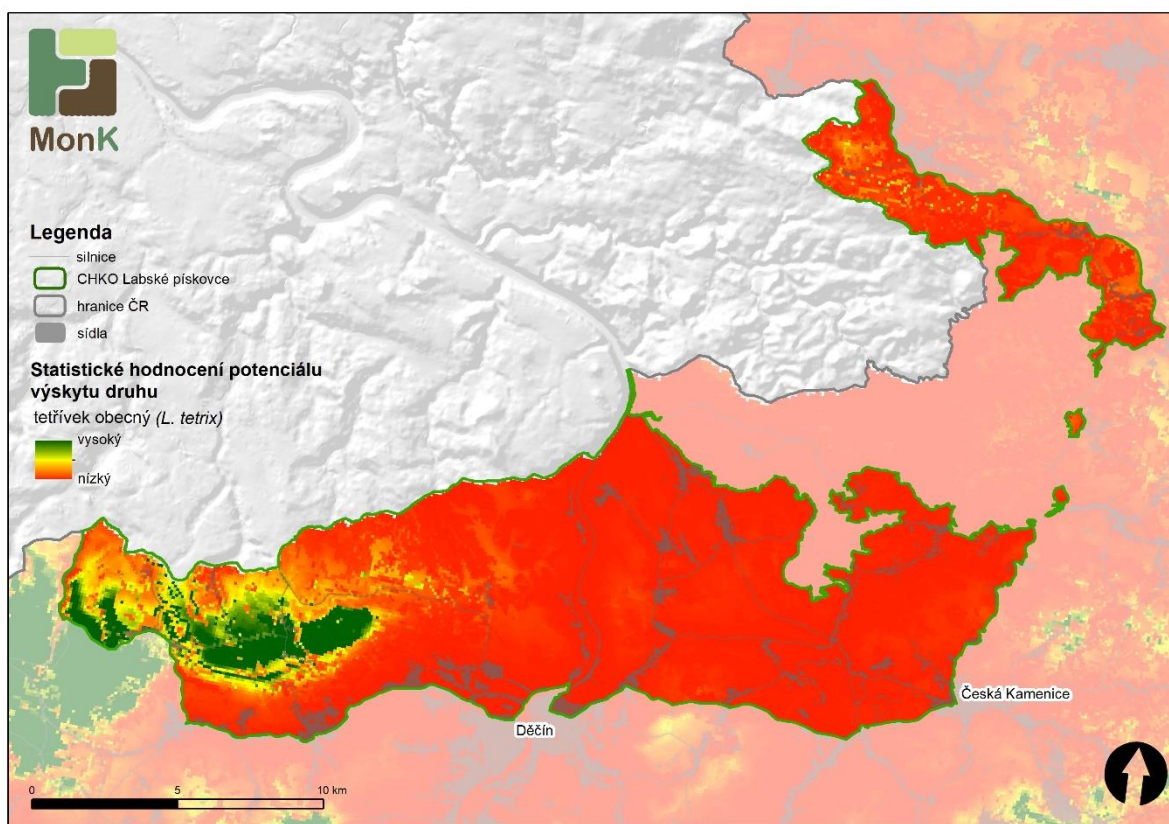 MonK
Legenda
silnice
CHKO Labské pískovce
hranice ČR
sídla
Statistické hodnocení potenciálu
výskytu druhu
tetřívek obecný (L. tetrix)
vysoký
-
nízký
Česká Kamenice
Děčín
0 5 10 km